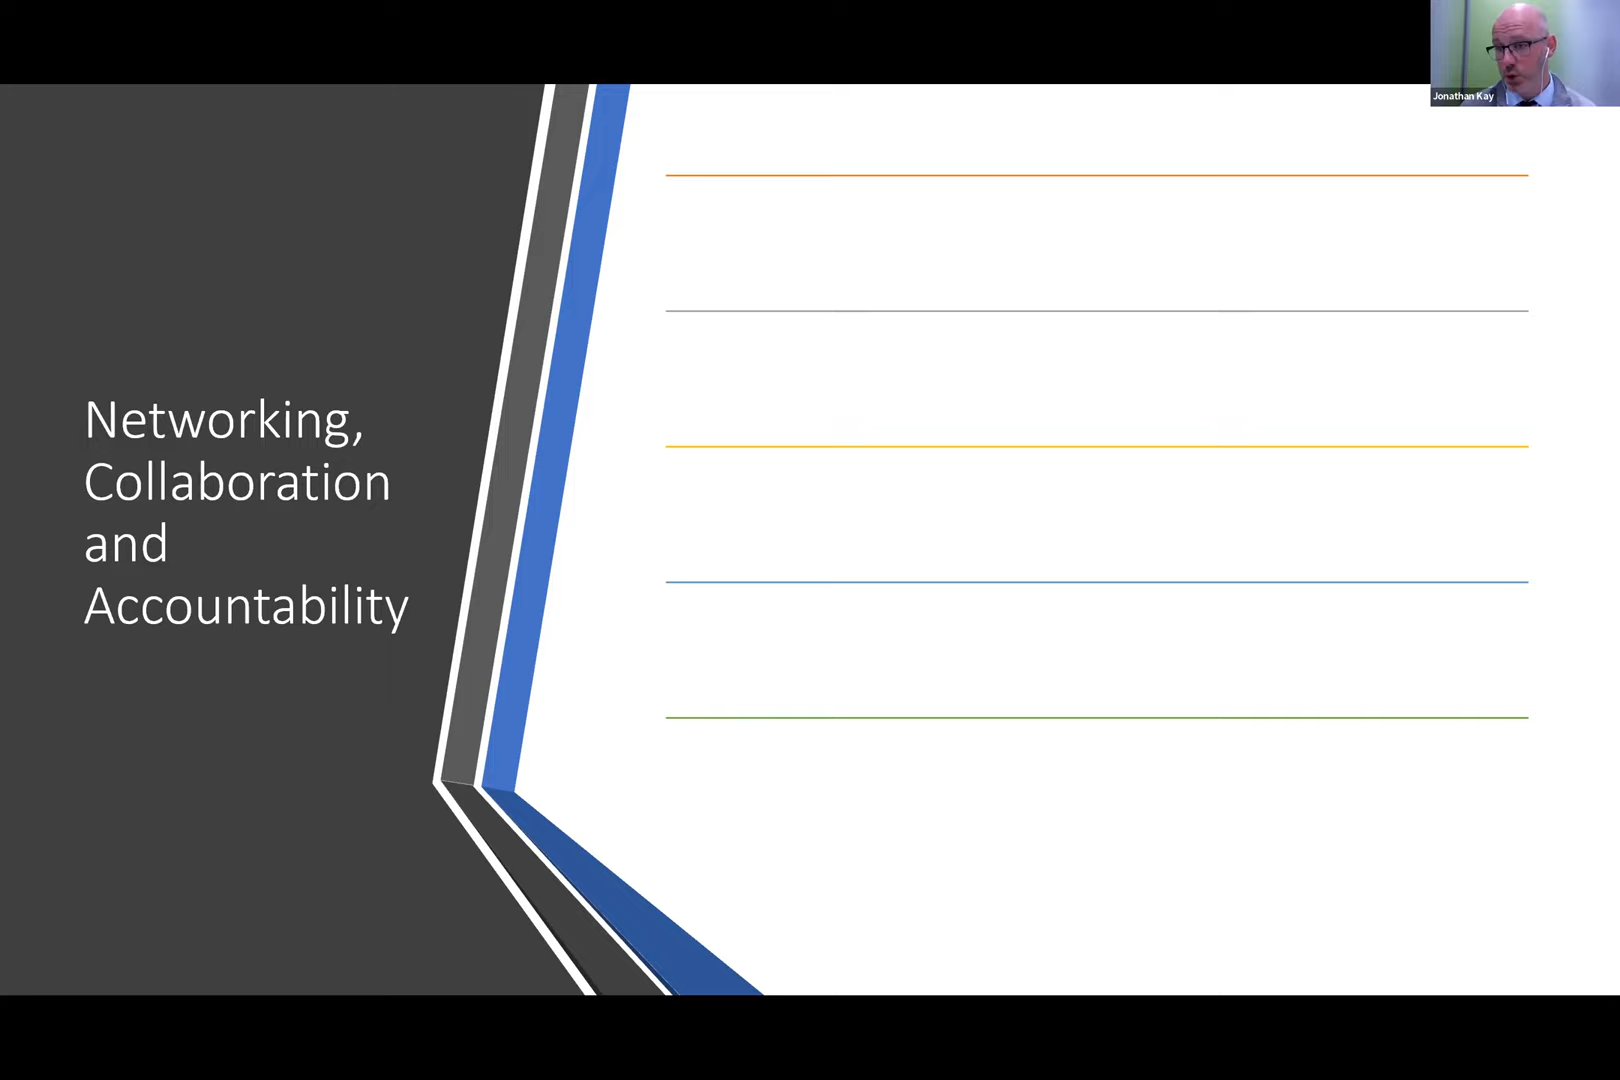 Jonathan Kay
Networking,
Collaboration
and
Accountability